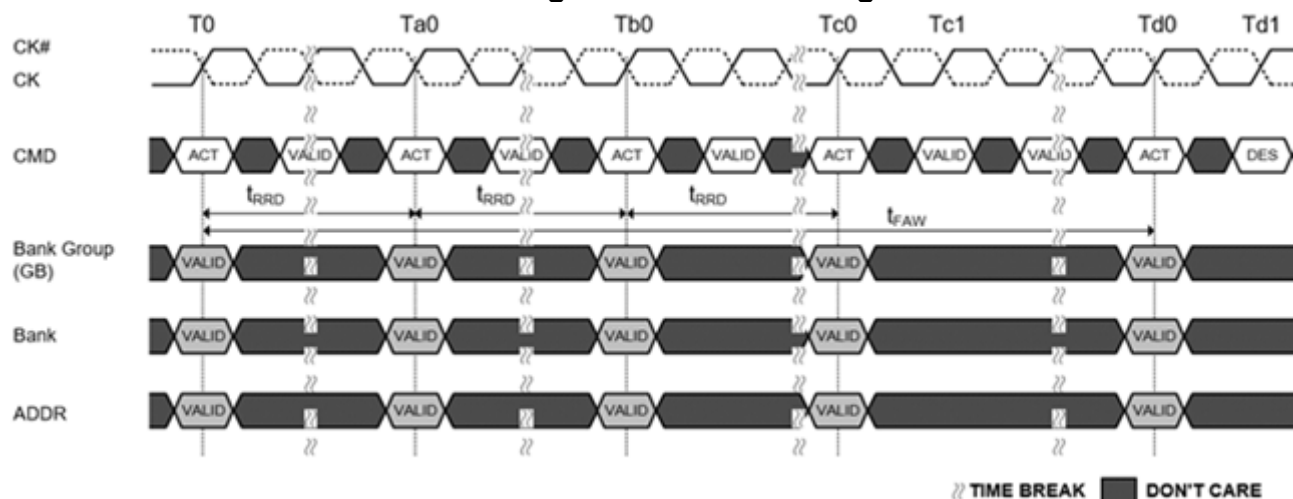 T0 Ta0 Tb0 Tc0 Tc1 Td0 Td1
CK#
CK
CMD ACT VALID ACT VALID ACT VALID ACT VALID VALID ACT DES
tRRD tRRD tRRD
tFAW
Bank Group
(GB) VALID VALID VALID VALID VALID
Bank VALID VALID VALID VALID VALID
ADDR VALID VALID VALID VALID VALID
TIME BREAK DON'T CARE